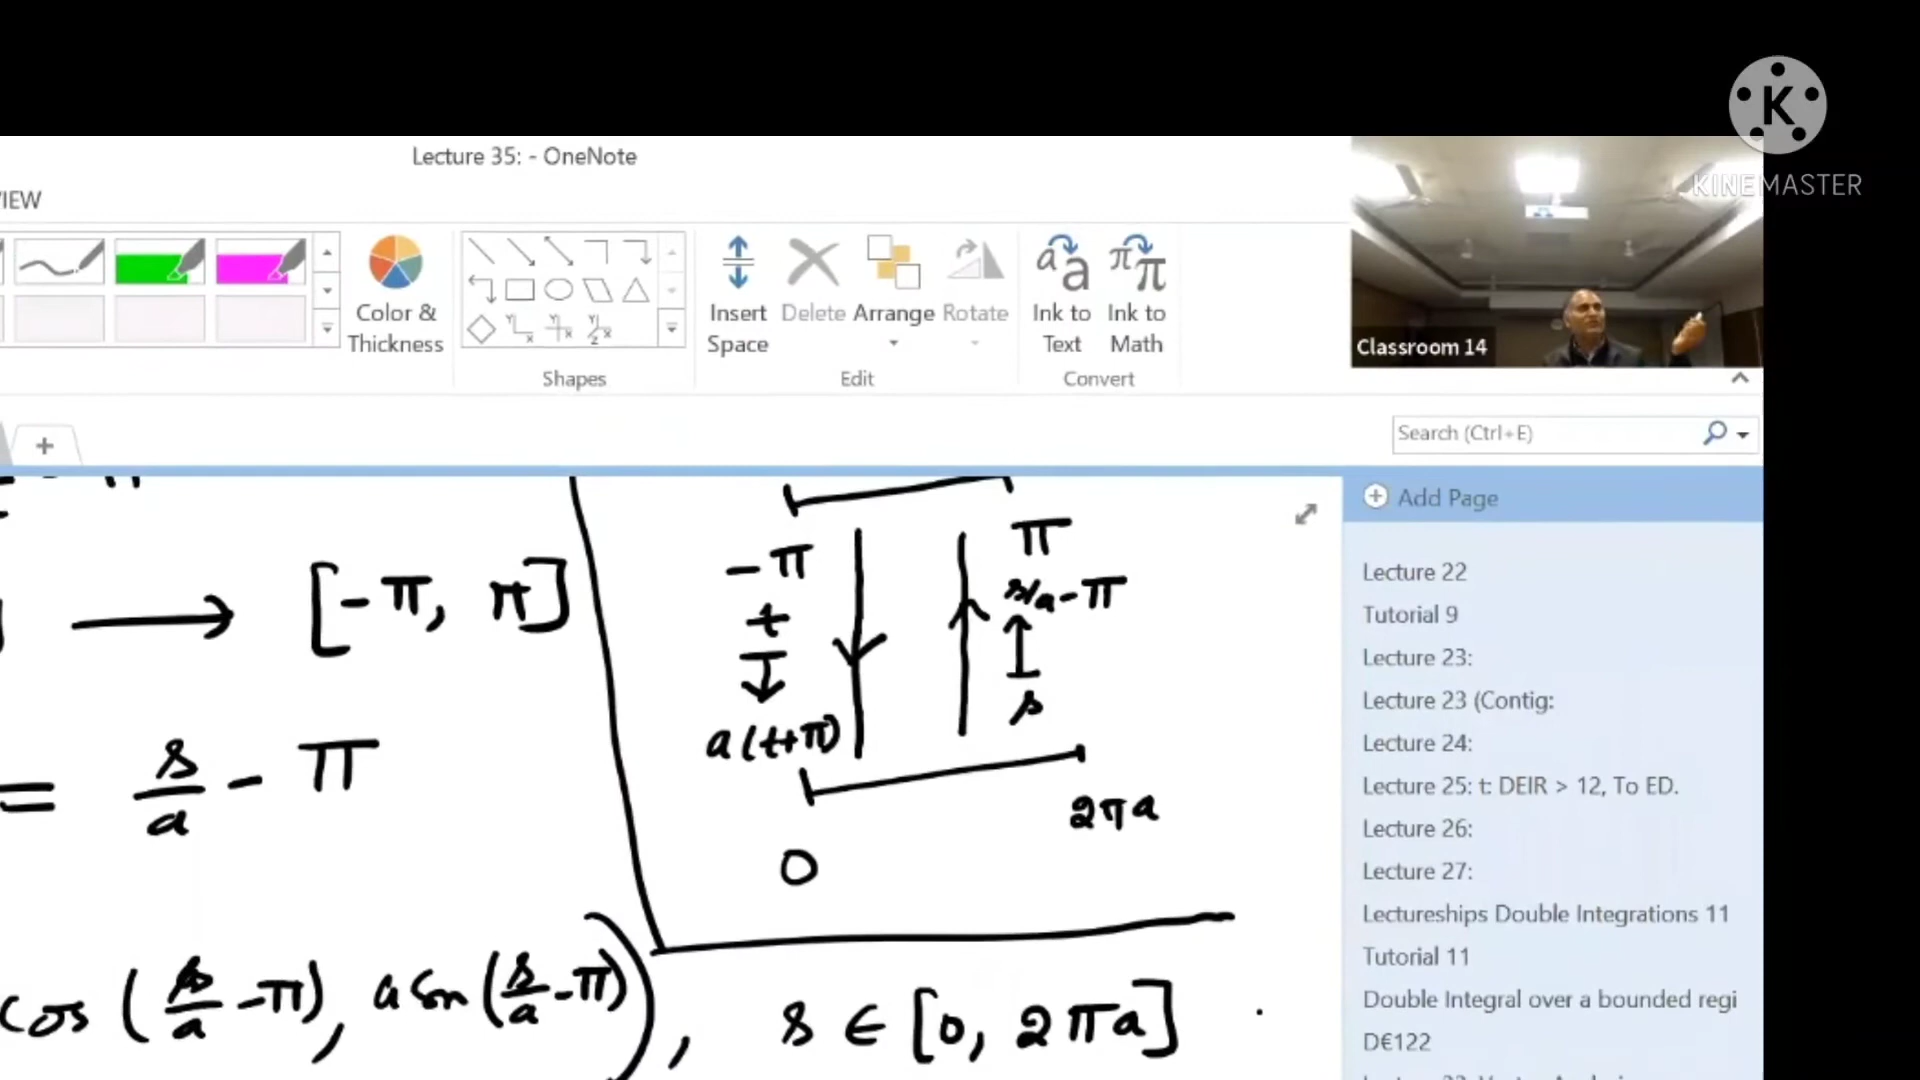 K
KINEMASTER
Lecture 35: - OneNote
IEW
Color & Thickness
Shapes
Insert Space
Delete
Arrange
Rotate
Edit
Ink to Text
Ink to Math
Convert
Classroom 14
Search (Ctrl+E)
Add Page
Lecture 22
Tutorial 9
Lecture 23:
Lecture 23 (Contig:
Lecture 24:
Lecture 25: t: DEIR > 12, To ED.
Lecture 26:
Lecture 27:
Lectureships Double Integrations 11
Tutorial 11
Double Integral over a bounded regi
D€122
→ [-π, π]
= s/a - π
-π
t
↓
a(t+π)
π
s/a-π
↑
s
0
2πa
cos (s/a -π), a sin (s/a -π)), s ∈ [0, 2πa]